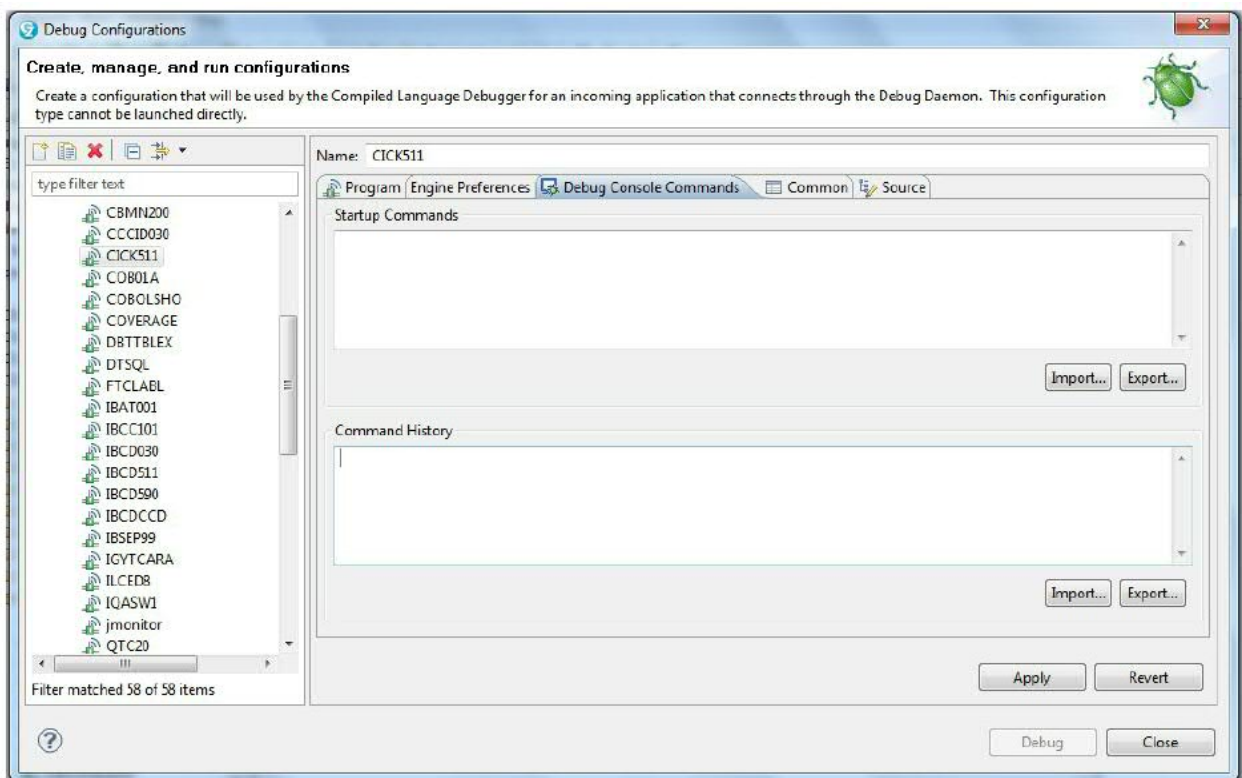 Debug Configurations
Create, manage, and run configurations
Create a configuration that will be used by the Compiled Language Debugger for an incoming application that connects through the Debug Daemon. This configuration
type cannot be launched directly.
type filter text
CBMN200
CCCID030
CICK511
COB01A
COBOLSHO
COVERAGE
DBTTBLEX
DTSQL
FTCLABL
IBAT001
IBCC101
IBCD030
IBCD511
IBCD590
IBCDCCD
IBSEP99
IGYTCARA
ILCED8
IQASW1
jmonitor
QTC20
Filter matched 58 of 58 items
Name: CICK511
Program Engine Preferences Debug Console Commands Common Source
Startup Commands
Import... Export...
Command History
Import... Export...
Apply Revert
Debug Close